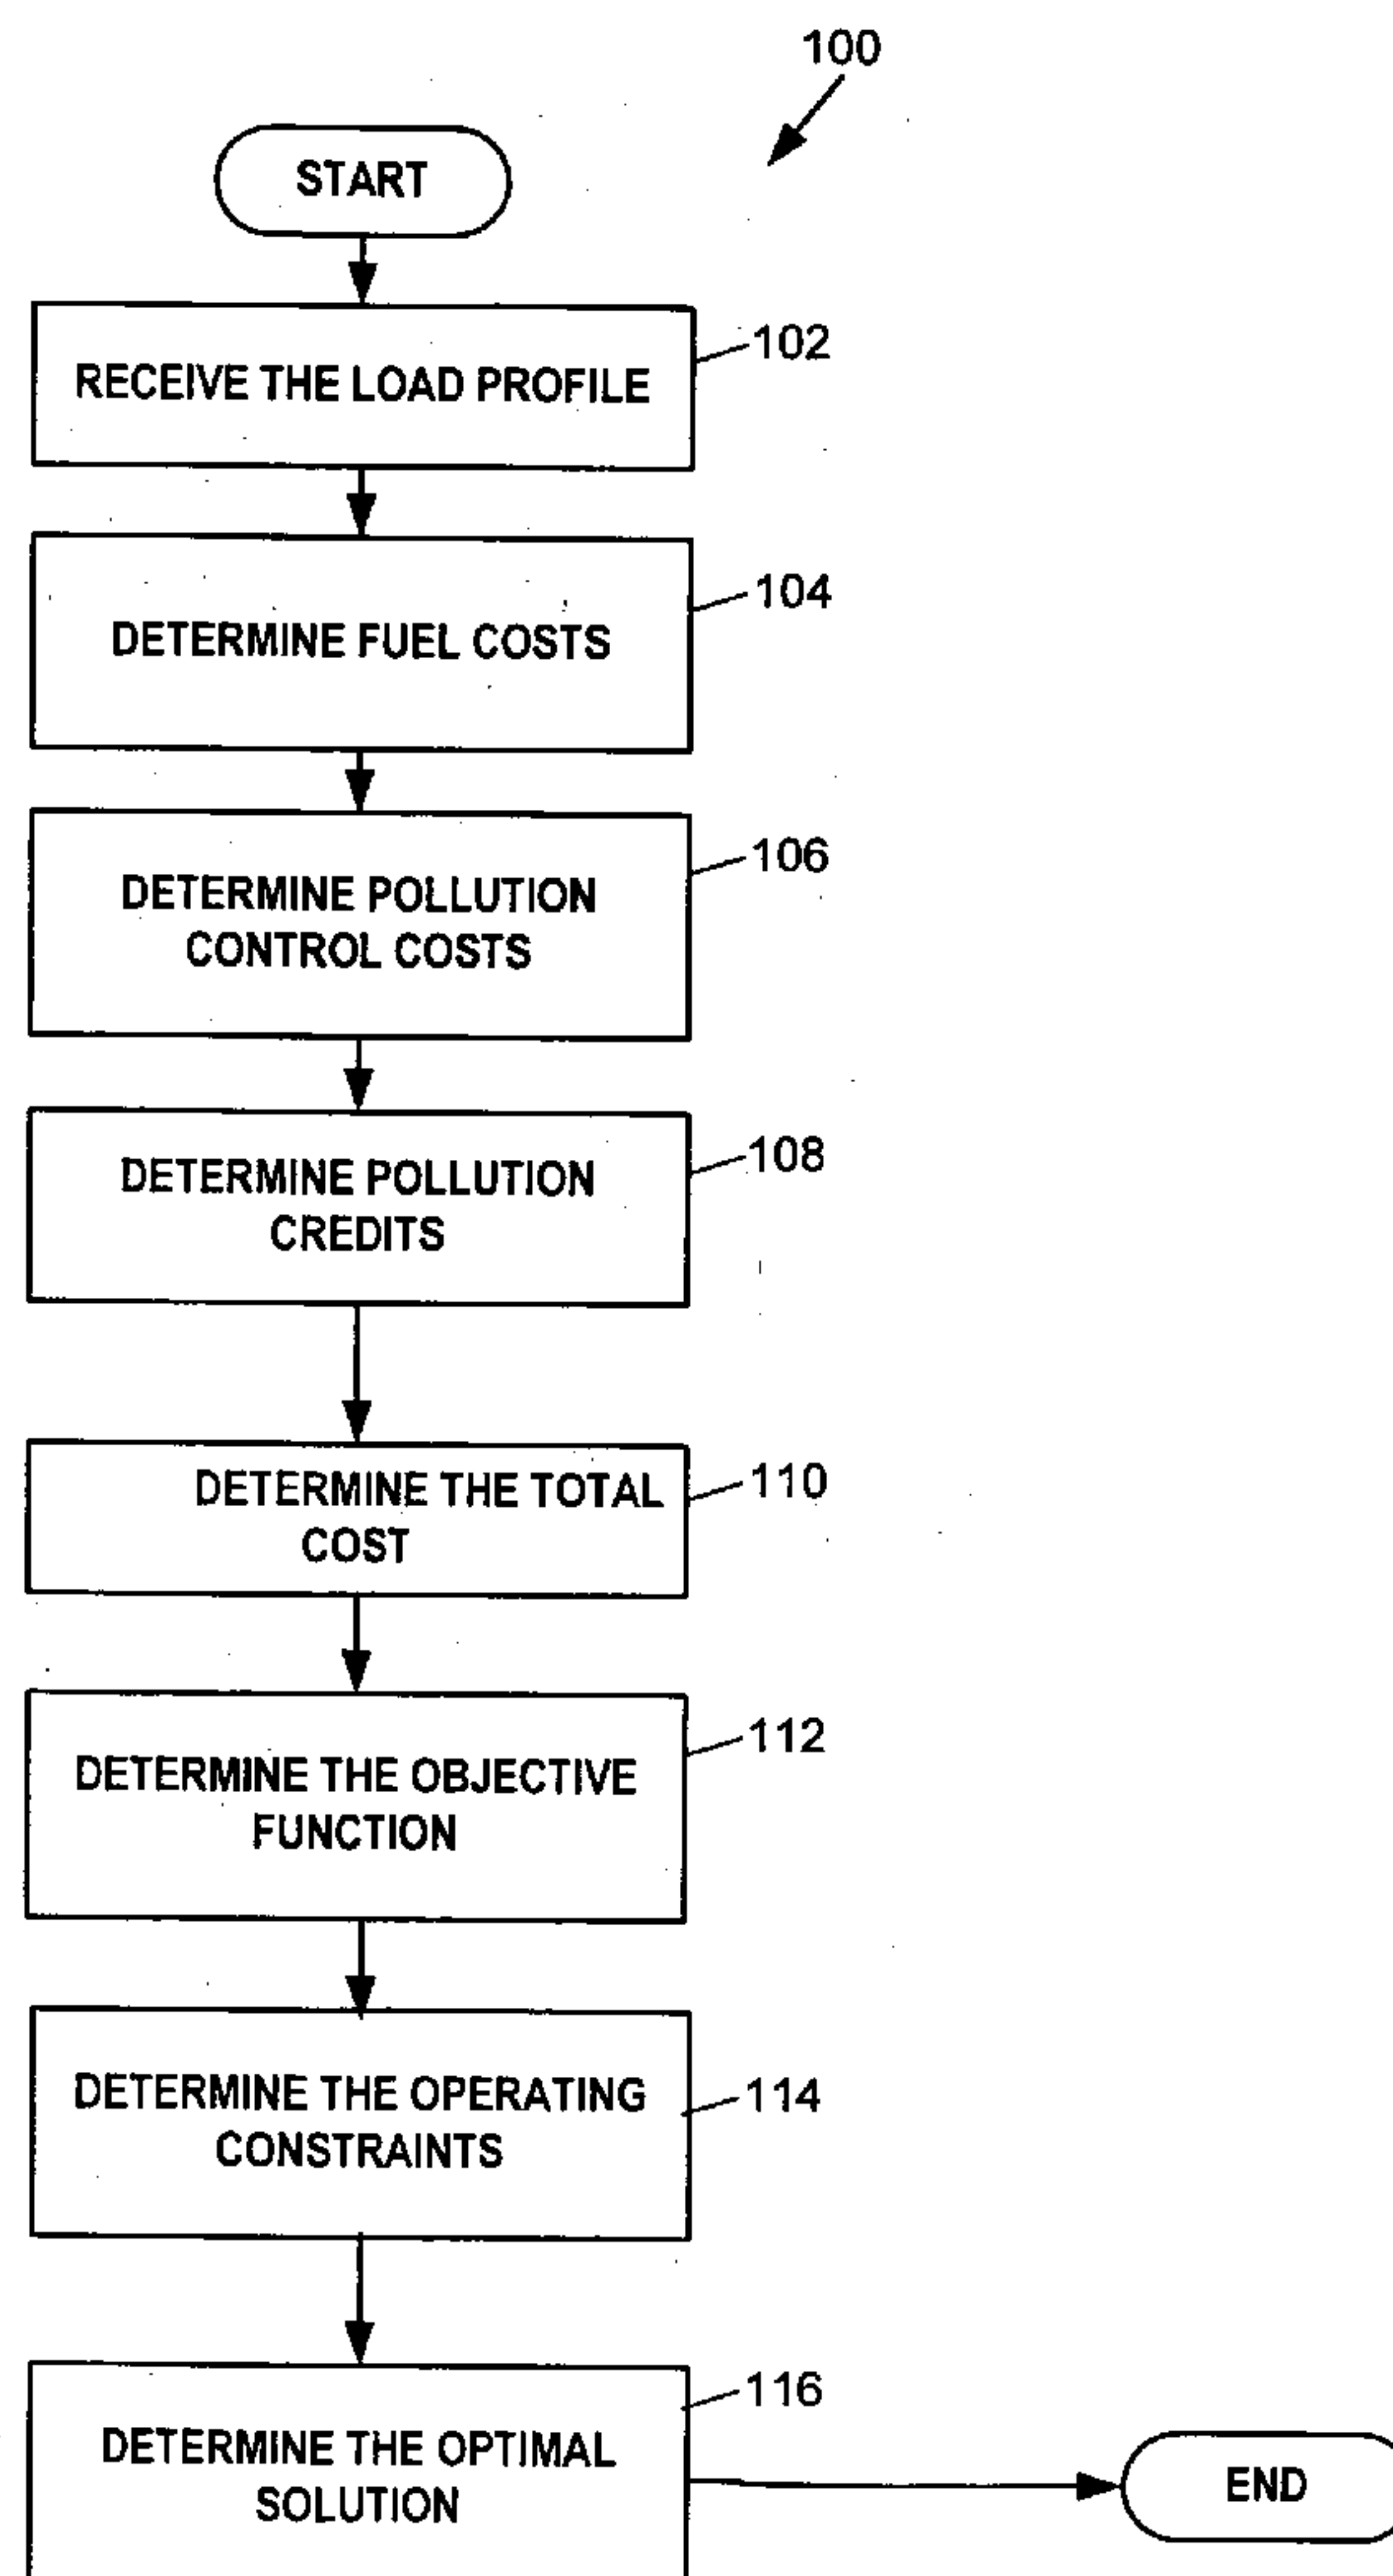 100
START
RECEIVE THE LOAD PROFILE
102
DETERMINE FUEL COSTS
104
DETERMINE POLLUTION
CONTROL COSTS
106
DETERMINE POLLUTION
CREDITS
108
DETERMINE THE TOTAL
COST
110
DETERMINE THE OBJECTIVE
FUNCTION
112
DETERMINE THE OPERATING
CONSTRAINTS
114
DETERMINE THE OPTIMAL
SOLUTION
116
END